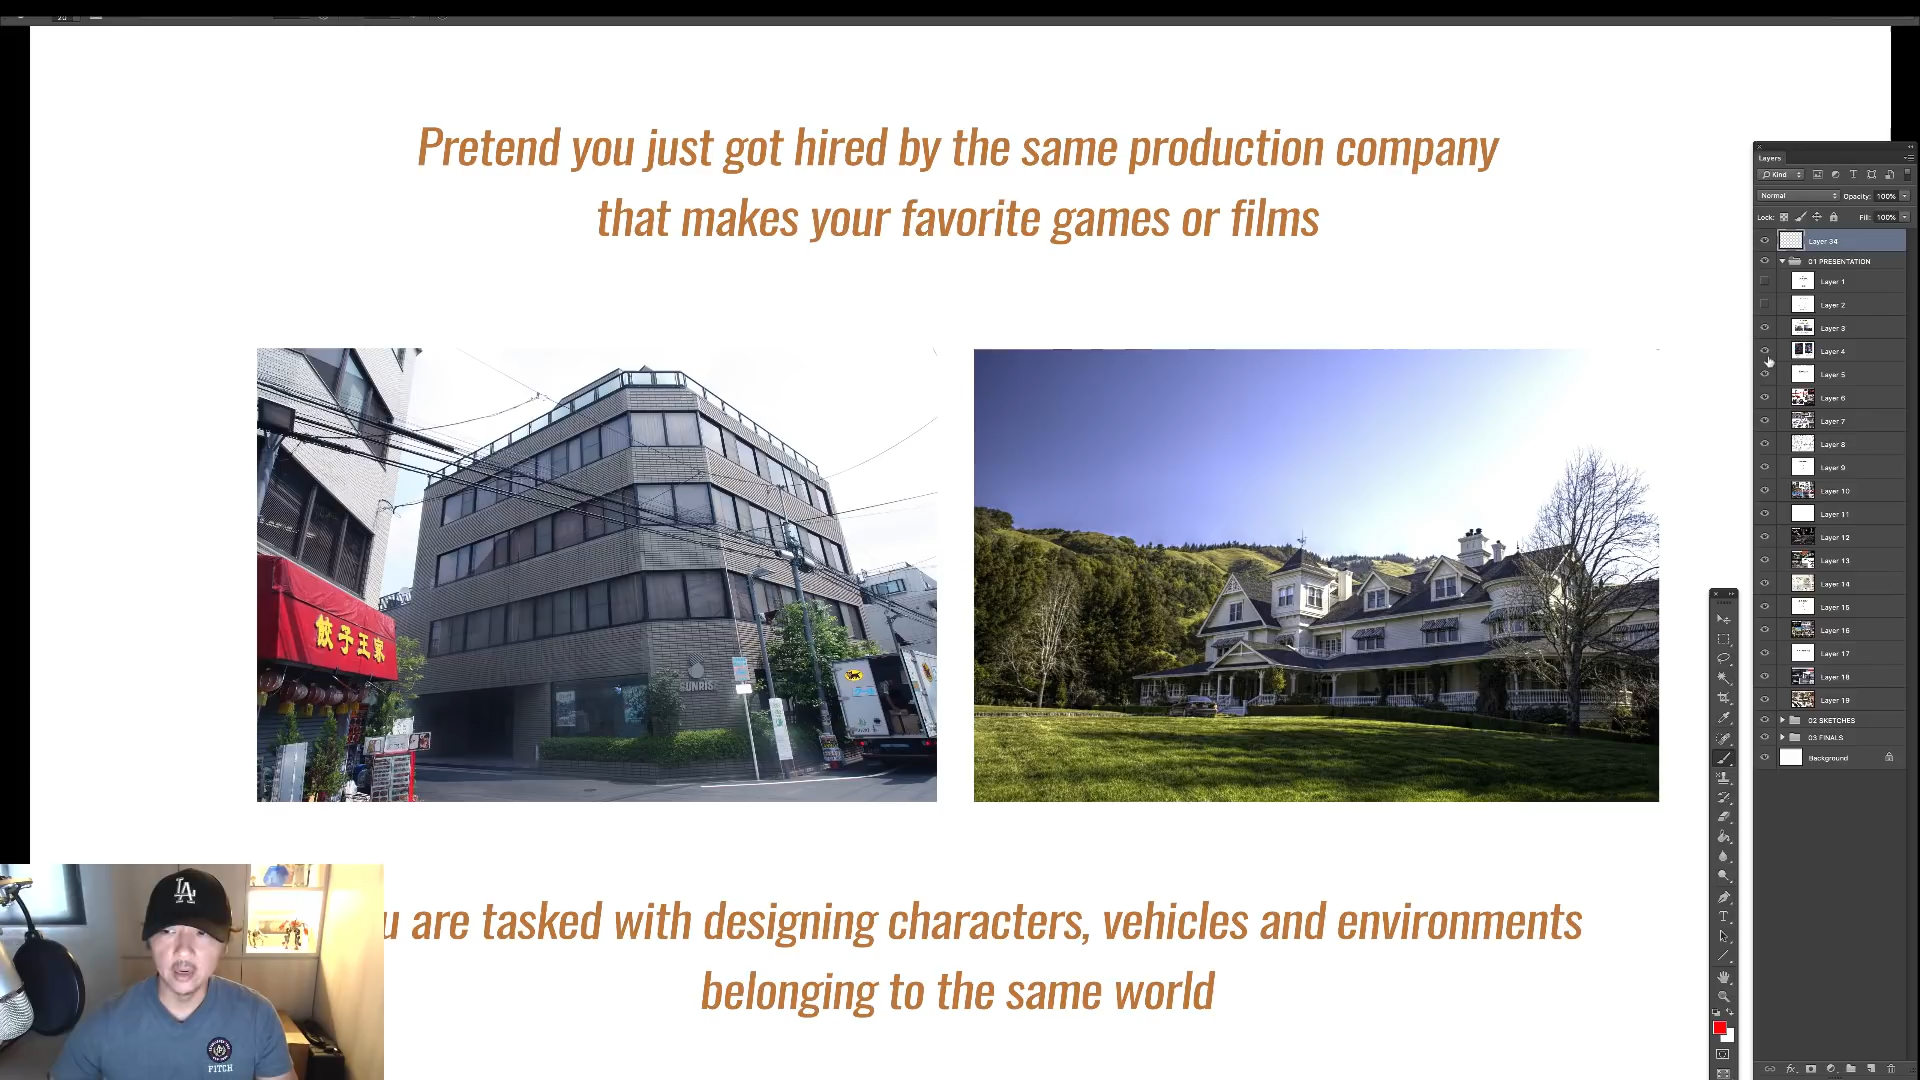 Pretend you just got hired by the same production company
that makes your favorite games or films
餃子王家
SUNRISE
u are tasked with designing characters, vehicles and environments
belonging to the same world
LA
FITCH
Layers
Kind
Normal
Opacity: 100%
Lock:
Fill: 100%
Layer 34
01 PRESENTATION
Layer 1
Layer 2
Layer 3
Layer 4
Layer 5
Layer 6
Layer 7
Layer 8
Layer 9
Layer 10
Layer 11
Layer 12
Layer 13
Layer 14
Layer 15
Layer 16
Layer 17
Layer 18
Layer 19
02 SKETCHES
03 FINALS
Background